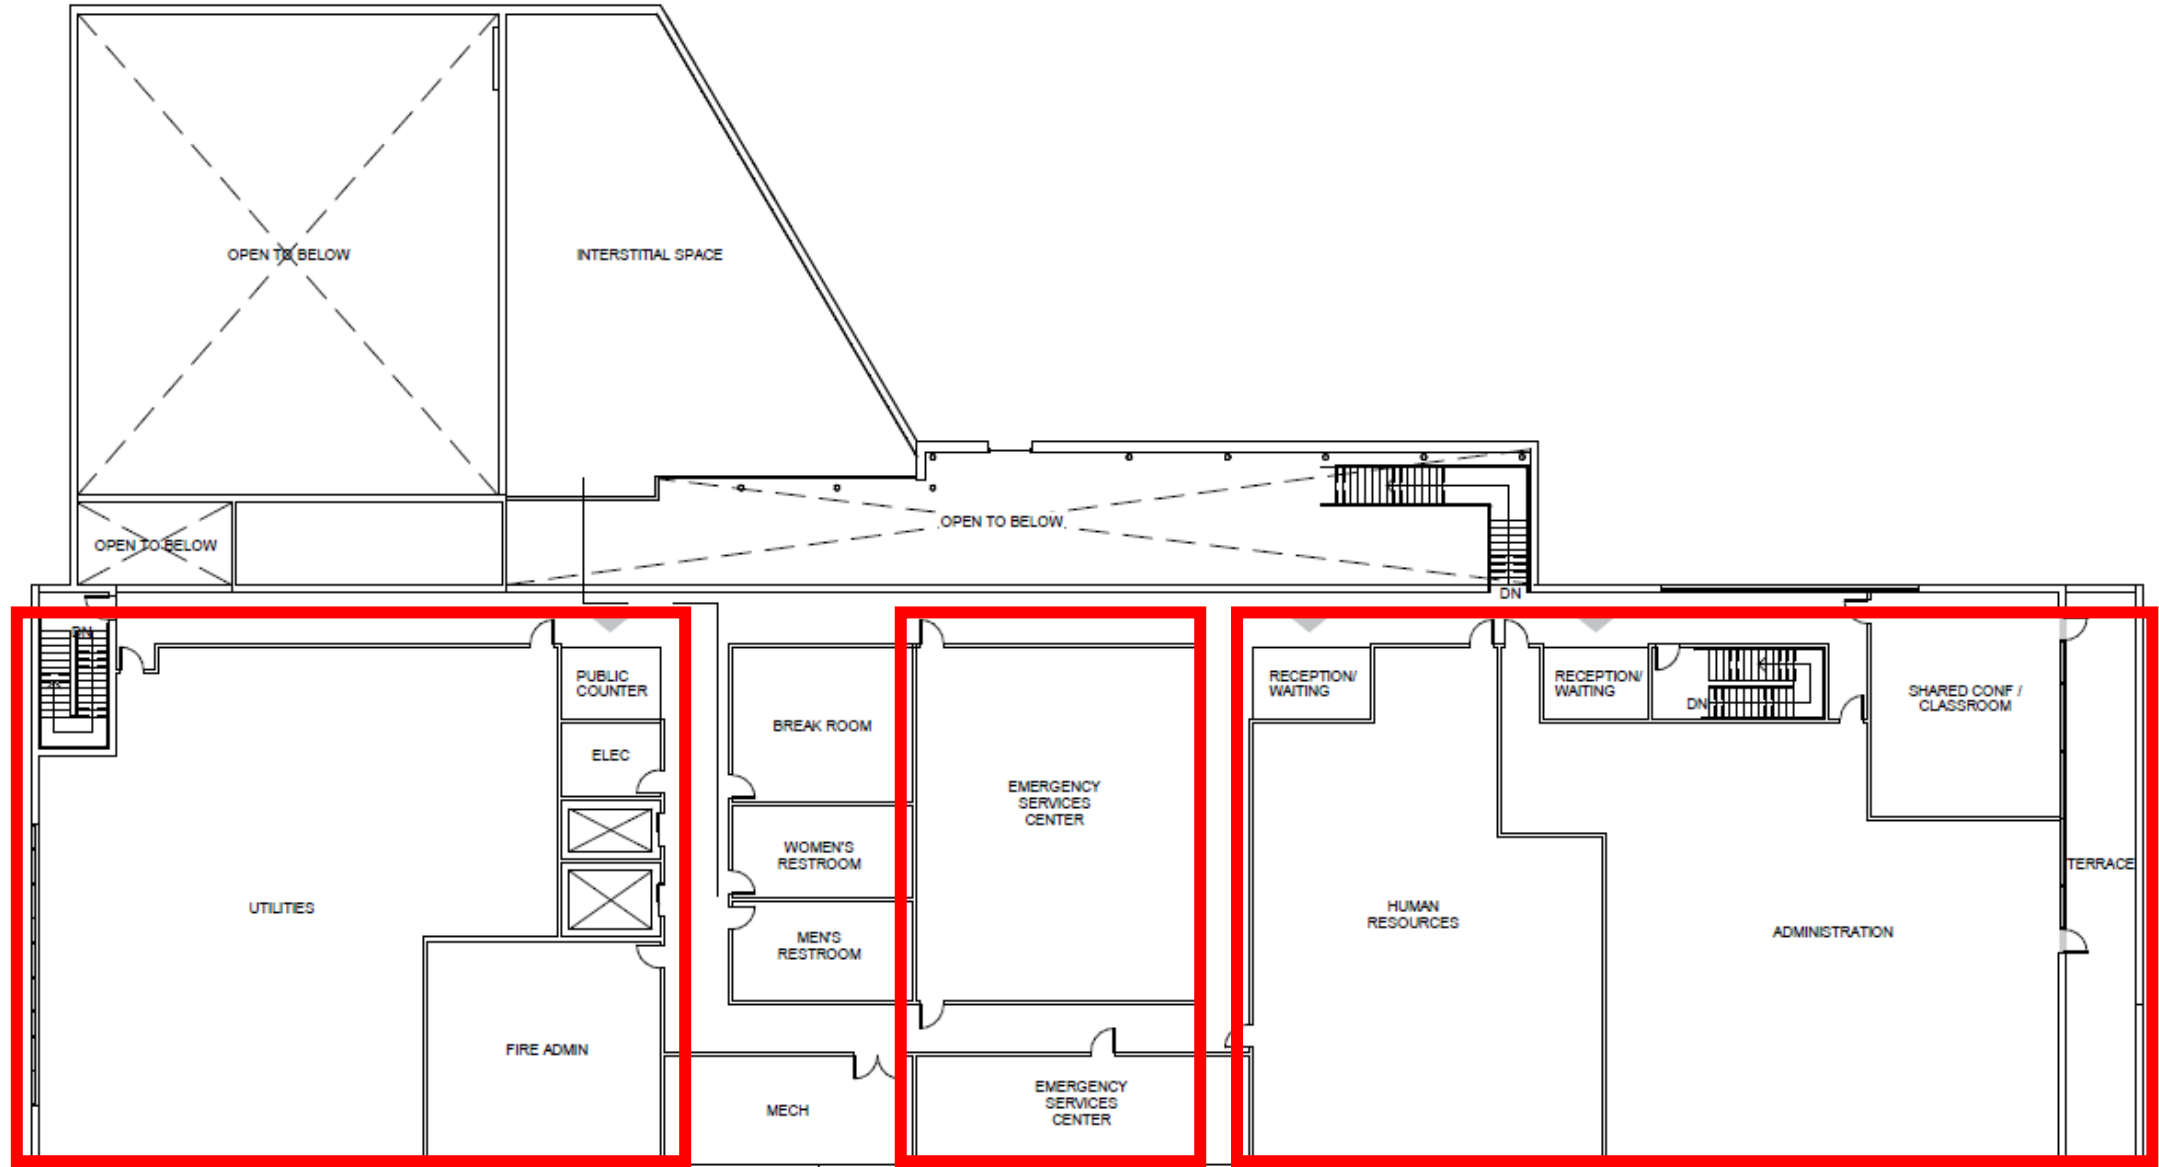 OPEN TO BELOW
INTERSTITIAL SPACE
OPEN TO BELOW
OPEN TO BELOW
DN
DN
PUBLIC
COUNTER
RECEPTION/
WAITING
RECEPTION/
WAITING
DN
SHARED CONF /
CLASSROOM
BREAK ROOM
ELEC
EMERGENCY
SERVICES
CENTER
WOMEN'S
RESTROOM
TERRACE
UTILITIES
HUMAN
RESOURCES
MEN'S
RESTROOM
ADMINISTRATION
FIRE ADMIN
MECH
EMERGENCY
SERVICES
CENTER